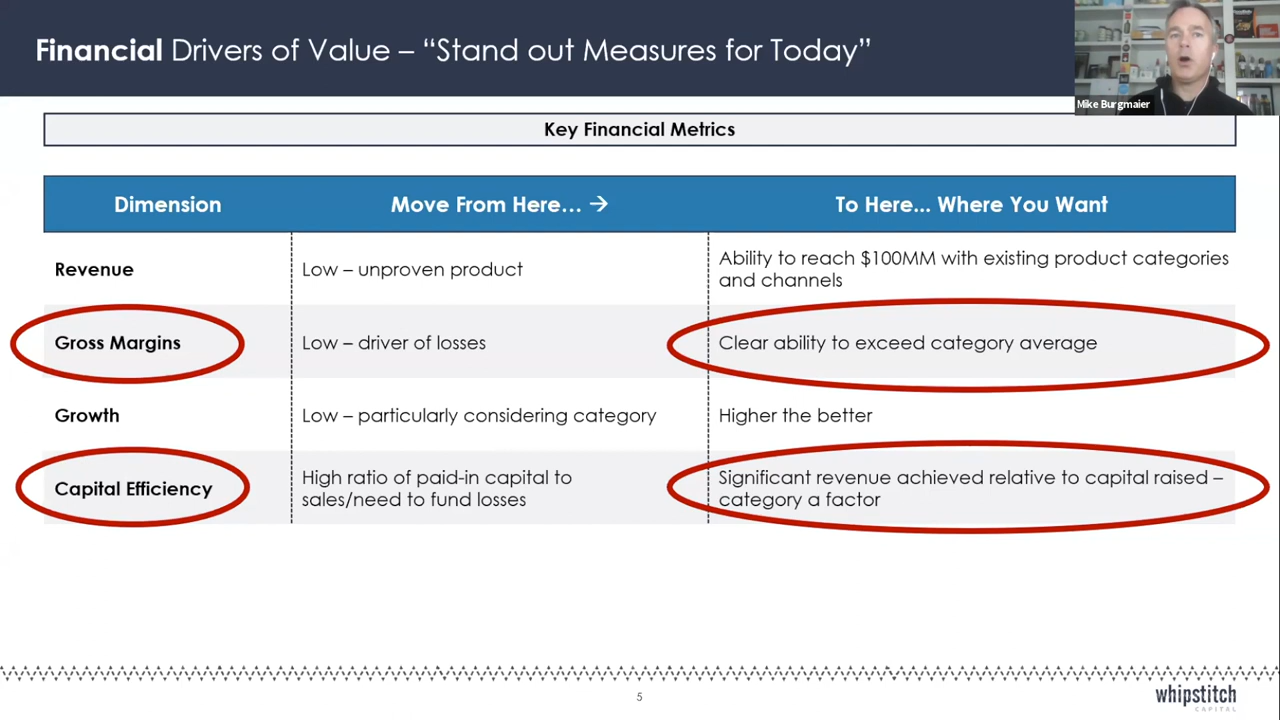 Financial Drivers of Value – “Stand out Measures for Today”
Mike Burgmaier
Key Financial Metrics
Dimension
Move From Here... →
To Here... Where You Want
Revenue
Low – unproven product
Ability to reach $100MM with existing product categories
and channels
Gross Margins
Low – driver of losses
Clear ability to exceed category average
Growth
Low – particularly considering category
Higher the better
Capital Efficiency
High ratio of paid-in capital to
sales/need to fund losses
Significant revenue achieved relative to capital raised –
category a factor
5
whipstitch
CAPITAL